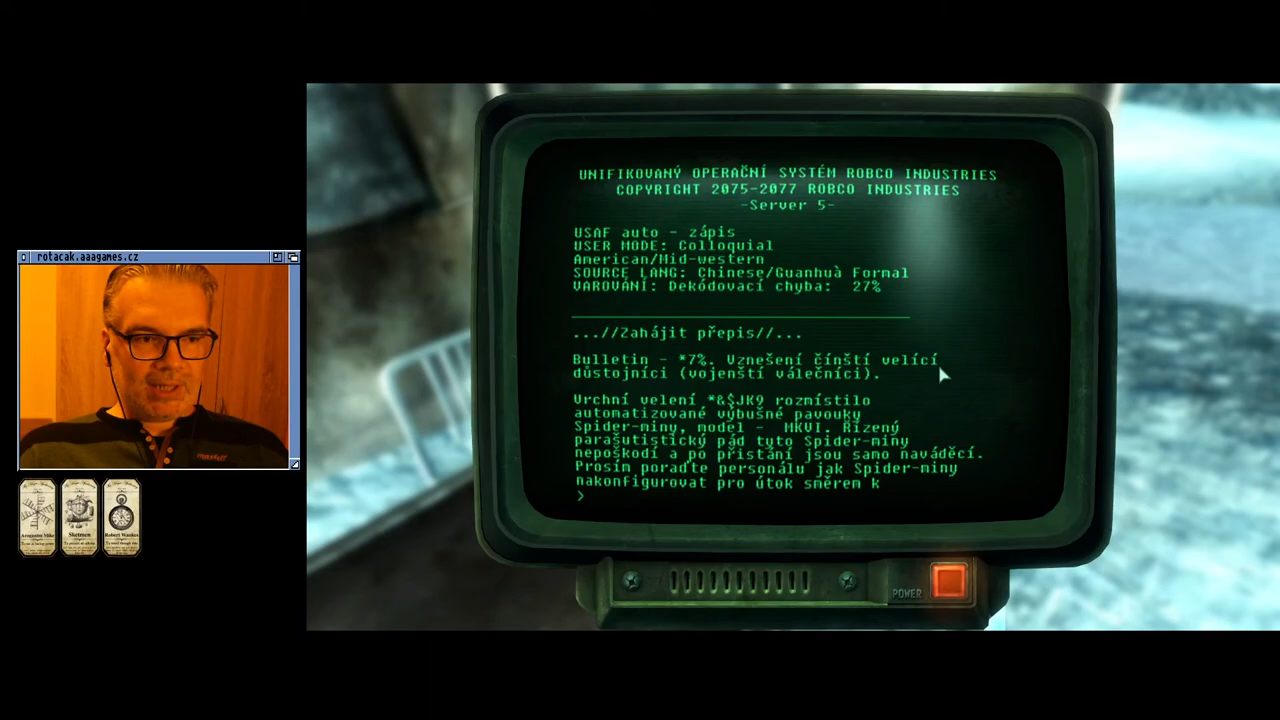 rotacak.aaagames.cz
UNIFIKOVANÝ OPERAČNÍ SYSTÉM ROBCO INDUSTRIES
COPYRIGHT 2075-2077 ROBCO INDUSTRIES
-Server 5-
USAF auto - zápis
USER MODE: Colloquial
American/Mid-western
SOURCE LANG: Chinese/Guanhuà Formal
VAROVÁNÍ: Dekódovací chyba: 27%
...//Zahájit přepis//...
Bulletin - *7%. Vznešení čínští velící
důstojníci (vojenští válečníci).
Vrchní velení *&$JK9 rozmístilo
automatizované výbušné pavouky
Spider-miny, model - MKVI. Řízený
parašutistický pád tyto Spider-miny
nepoškodí a po přistání jsou samo naváděcí.
Prosím poraďte personálu jak Spider-miny
nakonfigurovat pro útok směrem k
>
POWER
Sketmen